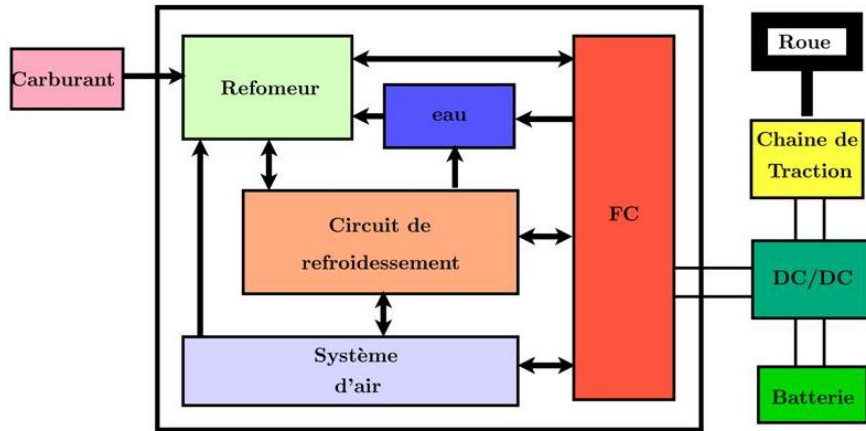 Carburant
Refomeur
eau
Circuit de
refroidessement
Système
d'air
FC
Roue
Chaine de
Traction
DC/DC
Batterie